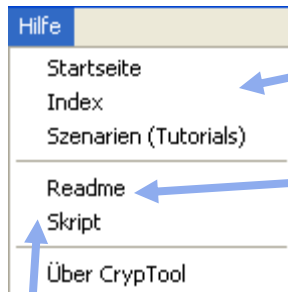 Hilfe
Startseite
Index
Szenarien (Tutorials)
Readme
Skript
Über CrypTool